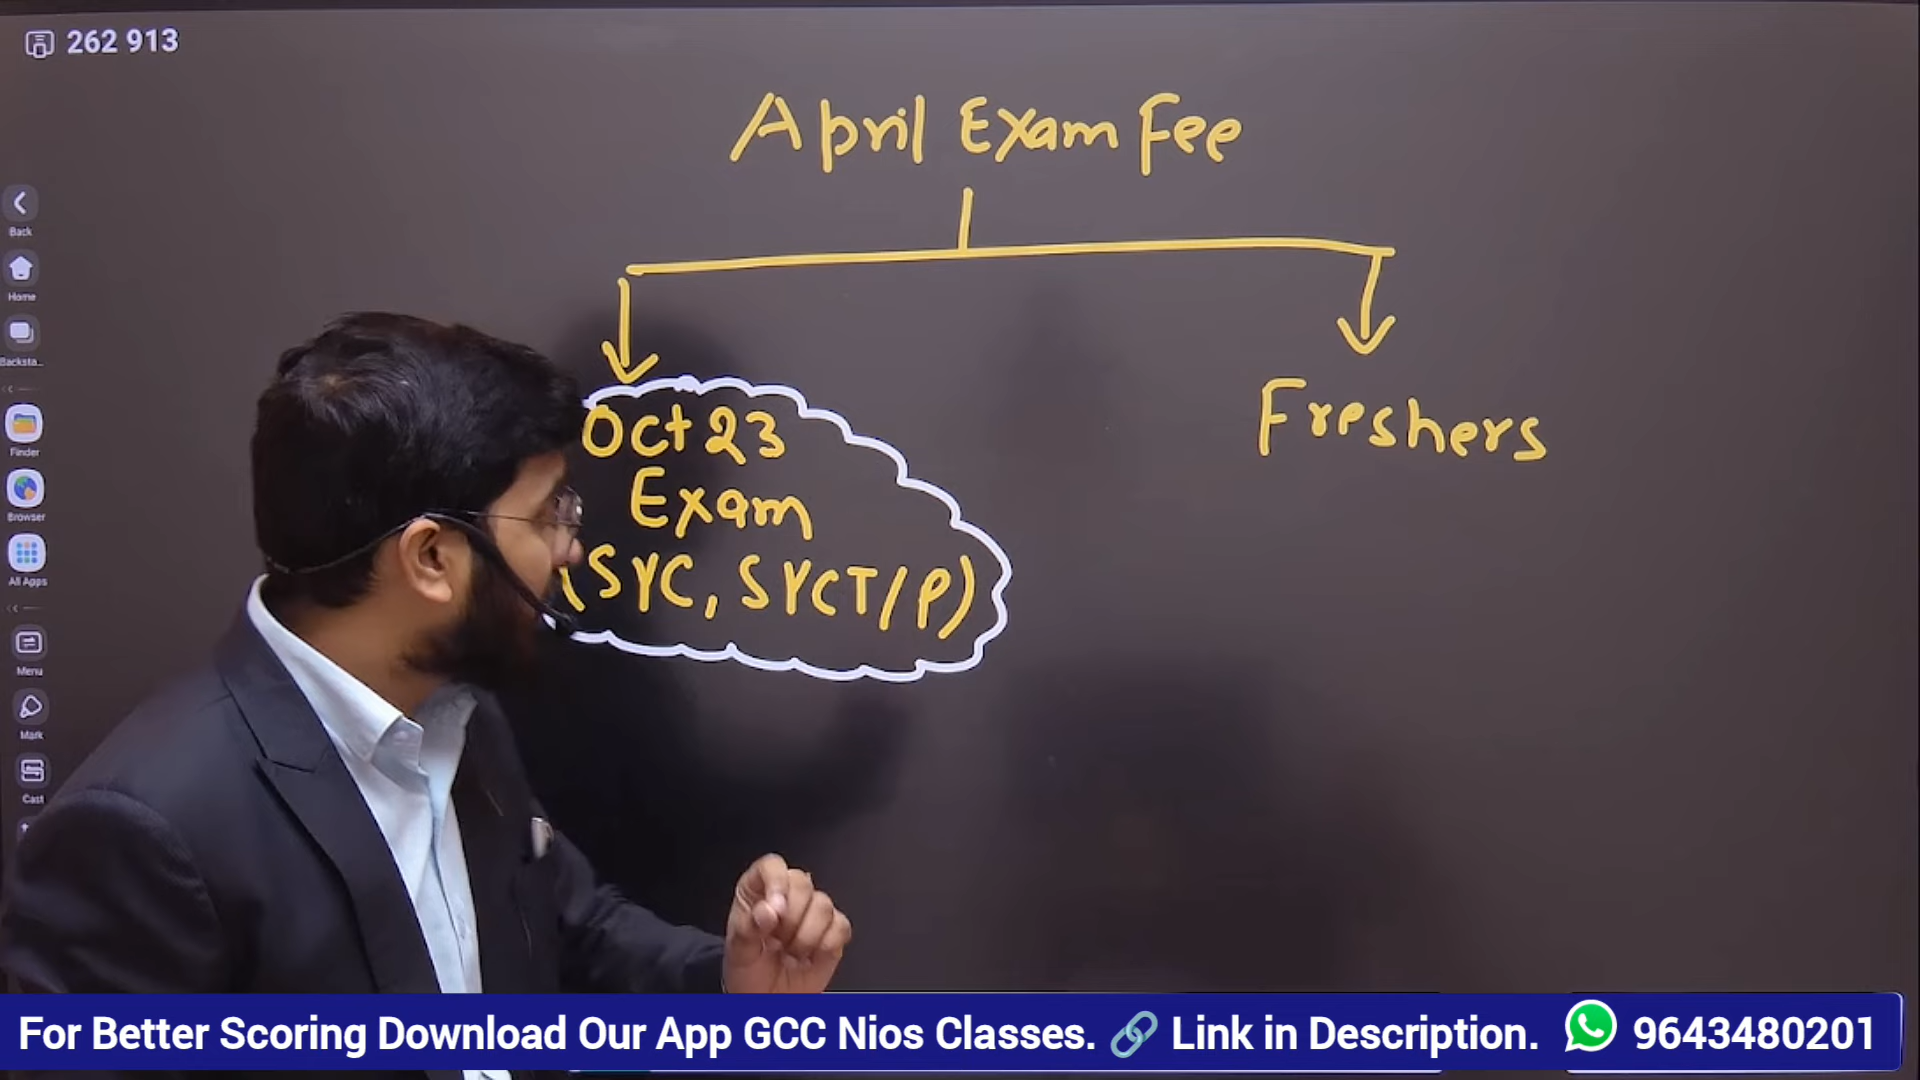 262 913
April Exam Fee
Back
Home
Backsta..
Finder
Browser
All Apps
Menu
Mark
Cast
Oct 23
Exam
(SYC, SYCT/P)
Freshers
For Better Scoring Download Our App GCC Nios Classes. 🔗 Link in Description. 9643480201